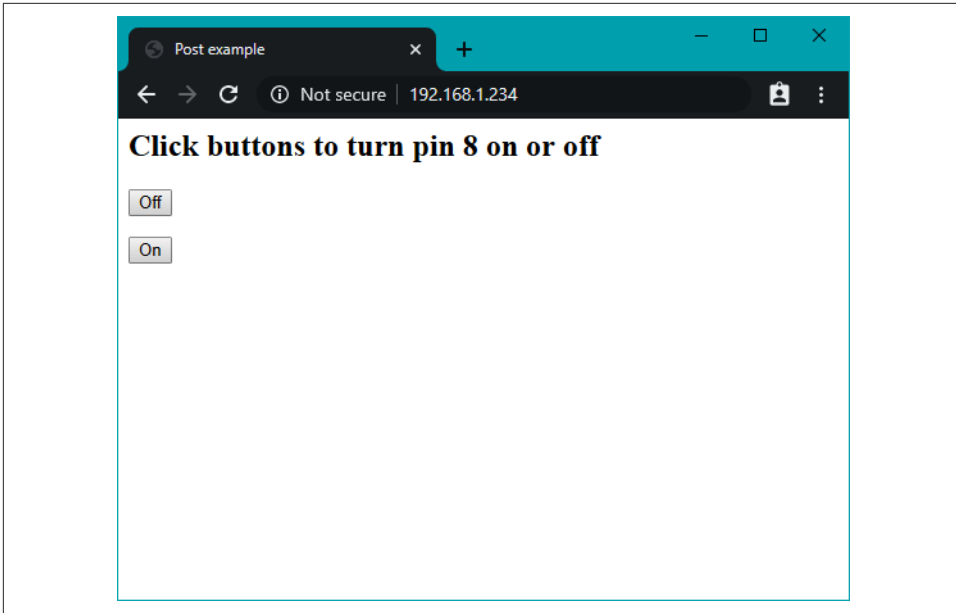 Post example
Not secure 192.168.1.234
Click buttons to turn pin 8 on or off
Off
On